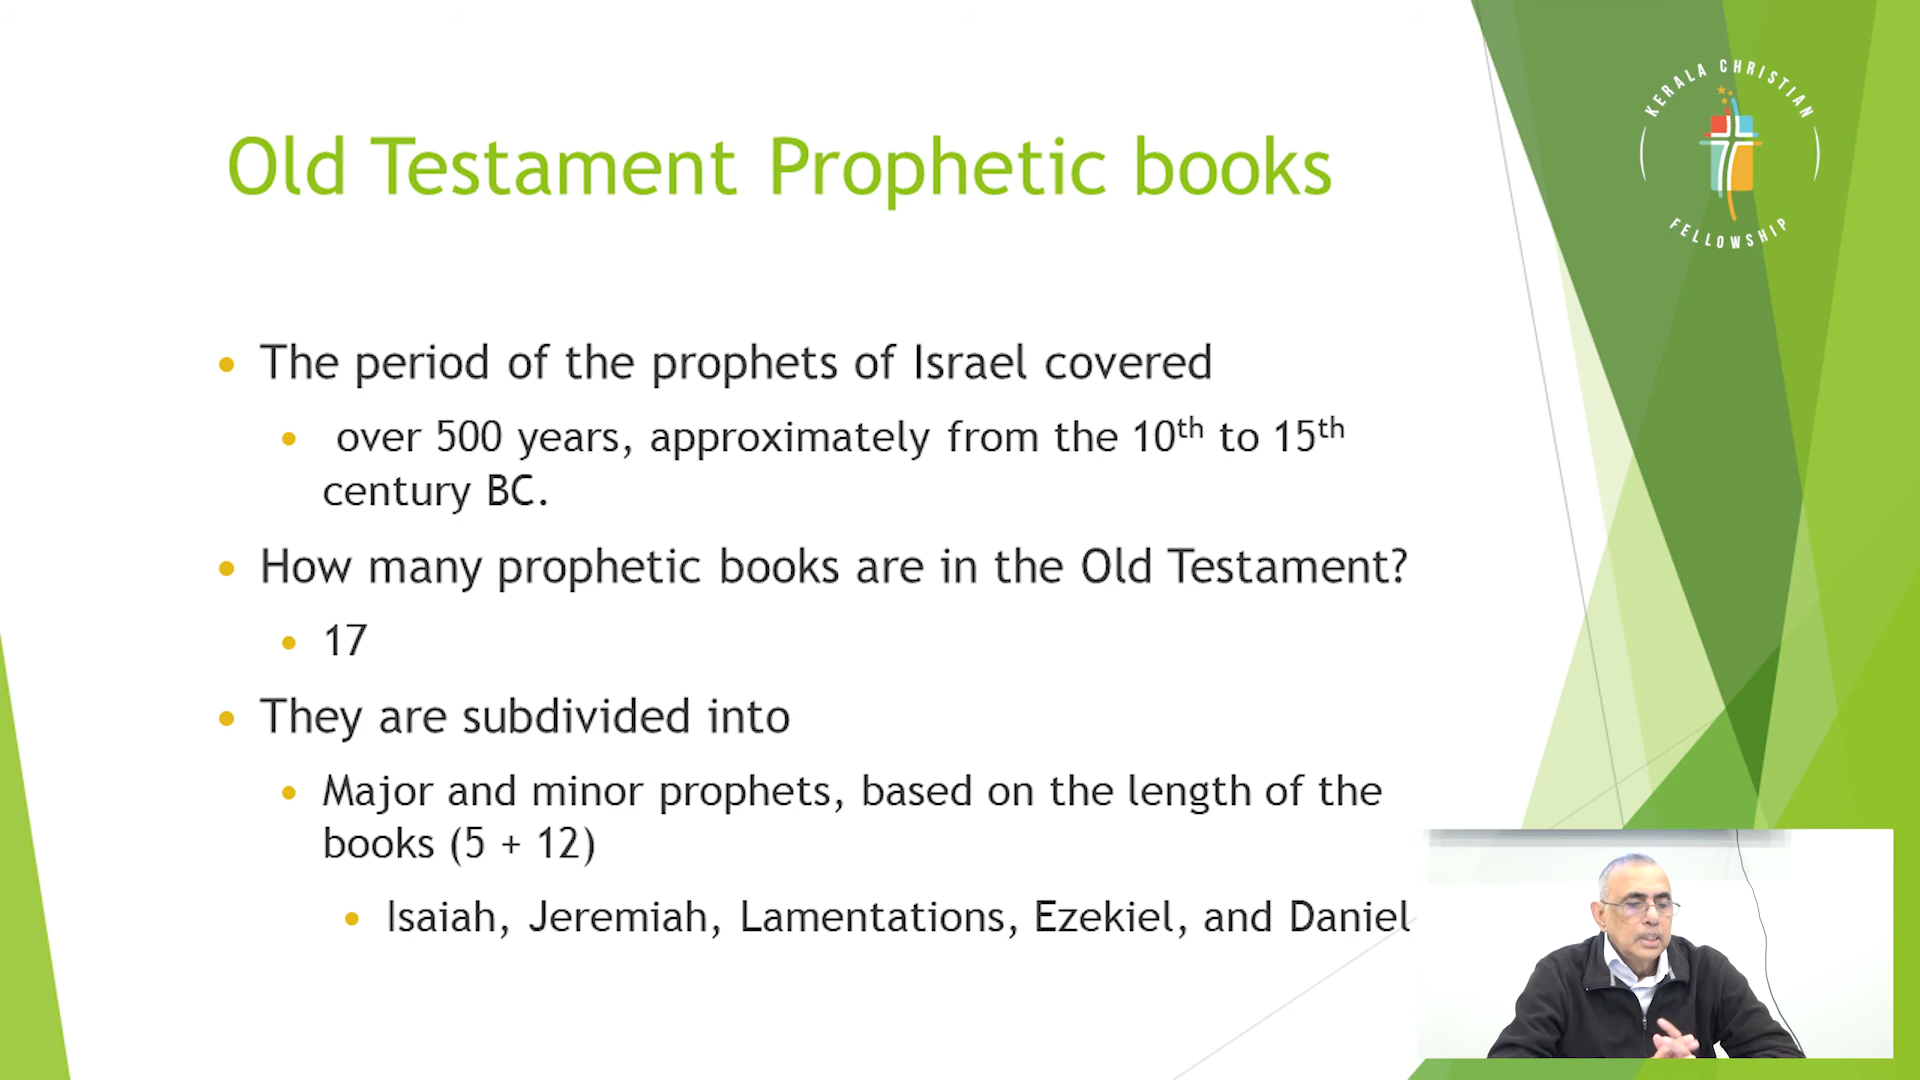 KERALA CHRISTIAN
FELLOWSHIP
Old Testament Prophetic books
• The period of the prophets of Israel covered
• over 500 years, approximately from the 10th to 15th
century BC.
• How many prophetic books are in the Old Testament?
• 17
• They are subdivided into
• Major and minor prophets, based on the length of the
books (5 + 12)
• Isaiah, Jeremiah, Lamentations, Ezekiel, and Daniel